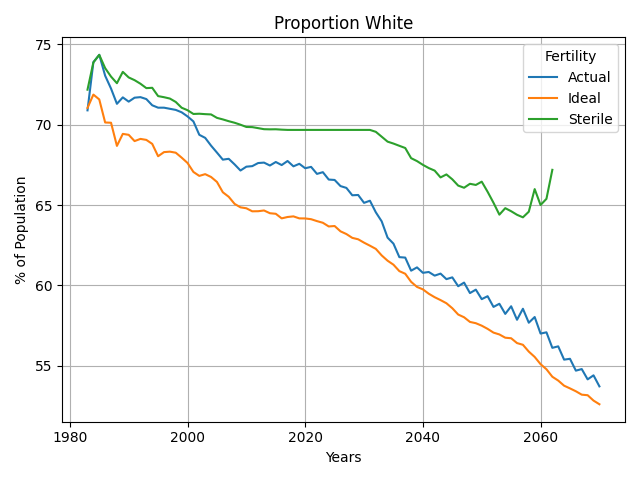 Proportion White
75
70
65
60
55
% of Population
Fertility
Actual
Ideal
Sterile
1980 2000 2020 2040 2060
Years